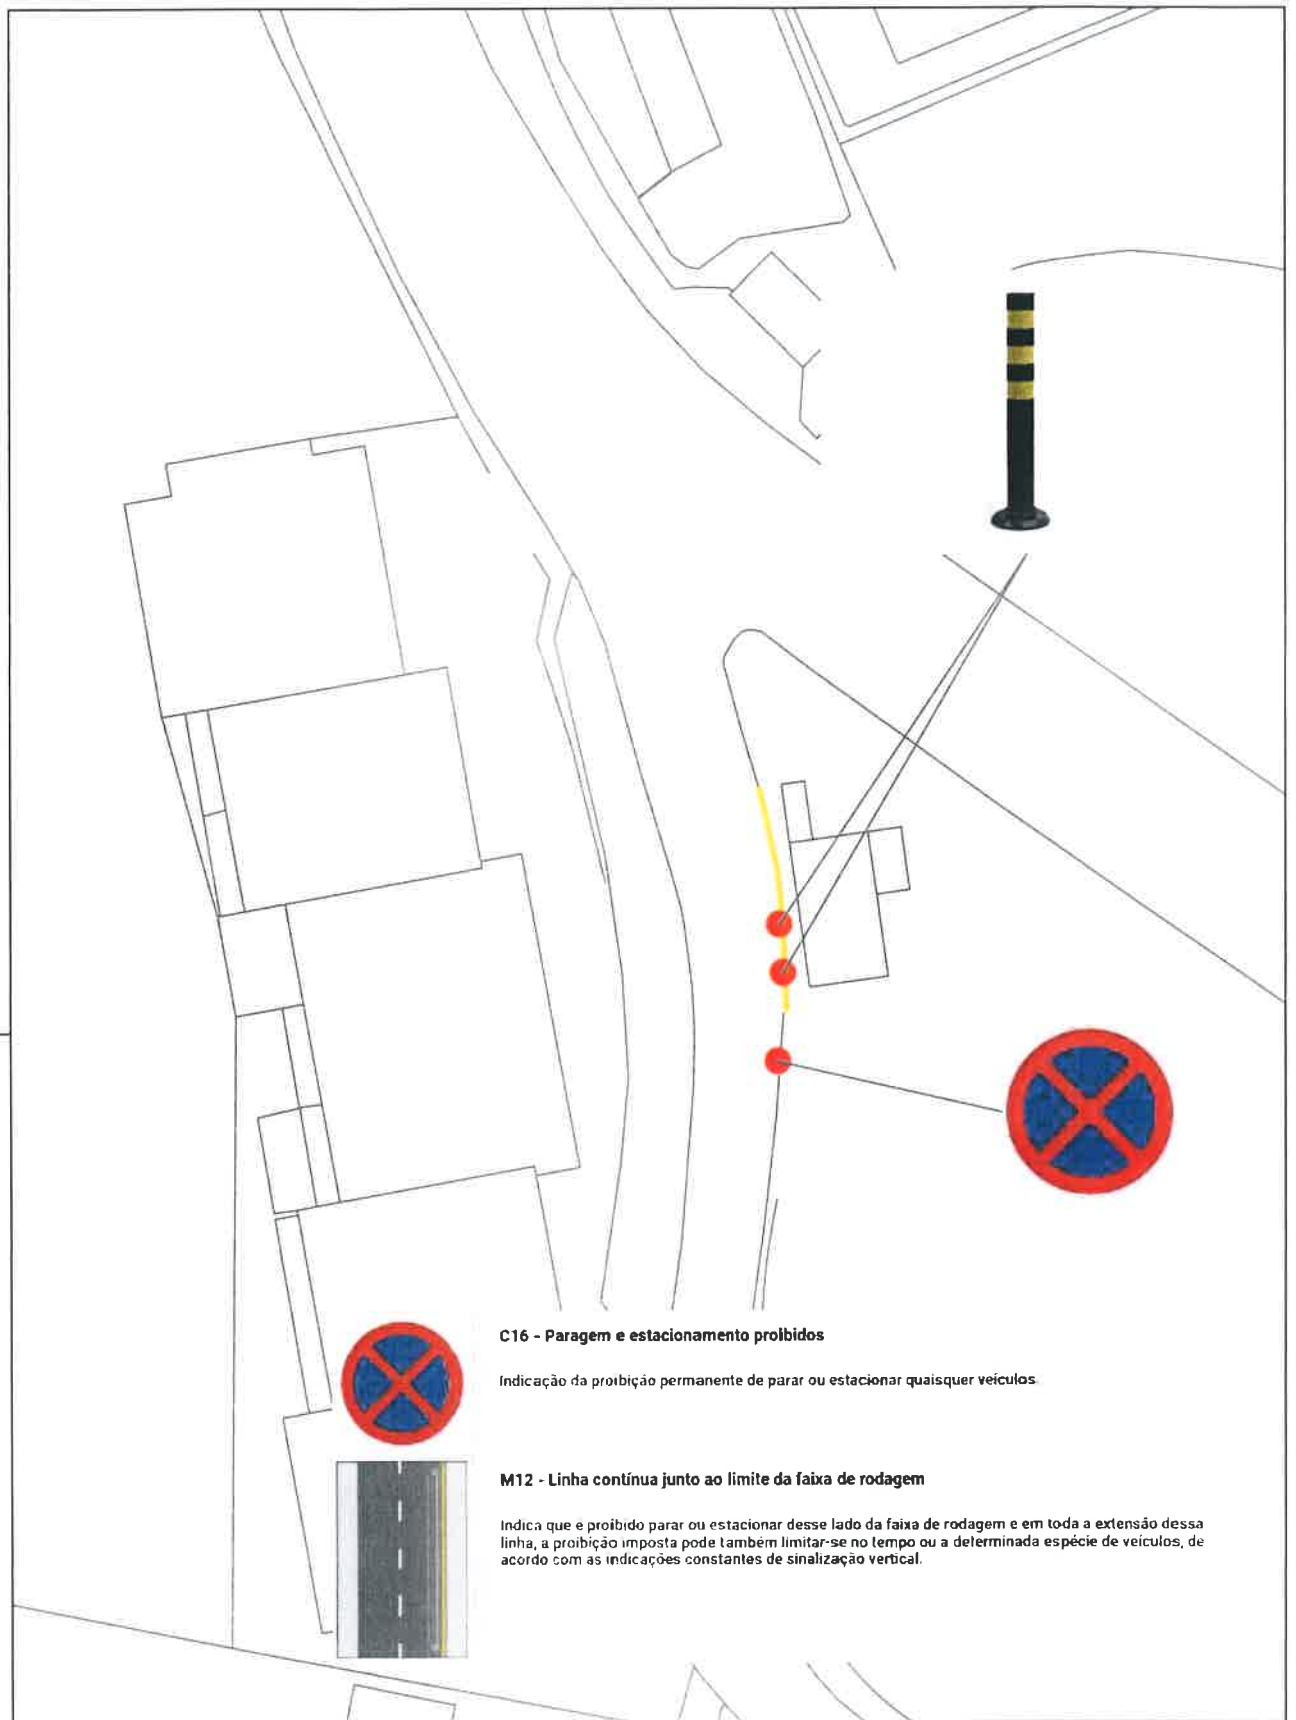 C16 - Paragem e estacionamento proibidos
Indicação da proibição permanente de parar ou estacionar quaisquer veículos.
M12 - Linha contínua junto ao limite da faixa de rodagem
Indica que é proibido parar ou estacionar desse lado da faixa de rodagem e em toda a extensão dessa
linha, a proibição imposta pode também limitar-se no tempo ou a determinada espécie de veículos, de
acordo com as indicações constantes de sinalização vertical.